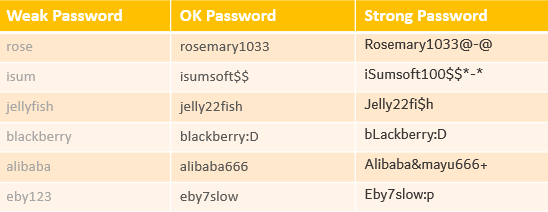 Weak Password OK Password Strong Password
rose rosemary1033 Rosemary1033@-@
isum isumsoft$$ iSumsoft100$$*-*
jellyfish jelly22fish Jelly22fi$h
blackberry blackberry:D bLackberry:D
alibaba alibaba666 Alibaba&mayu666+
eby123 eby7slow Eby7slow:p